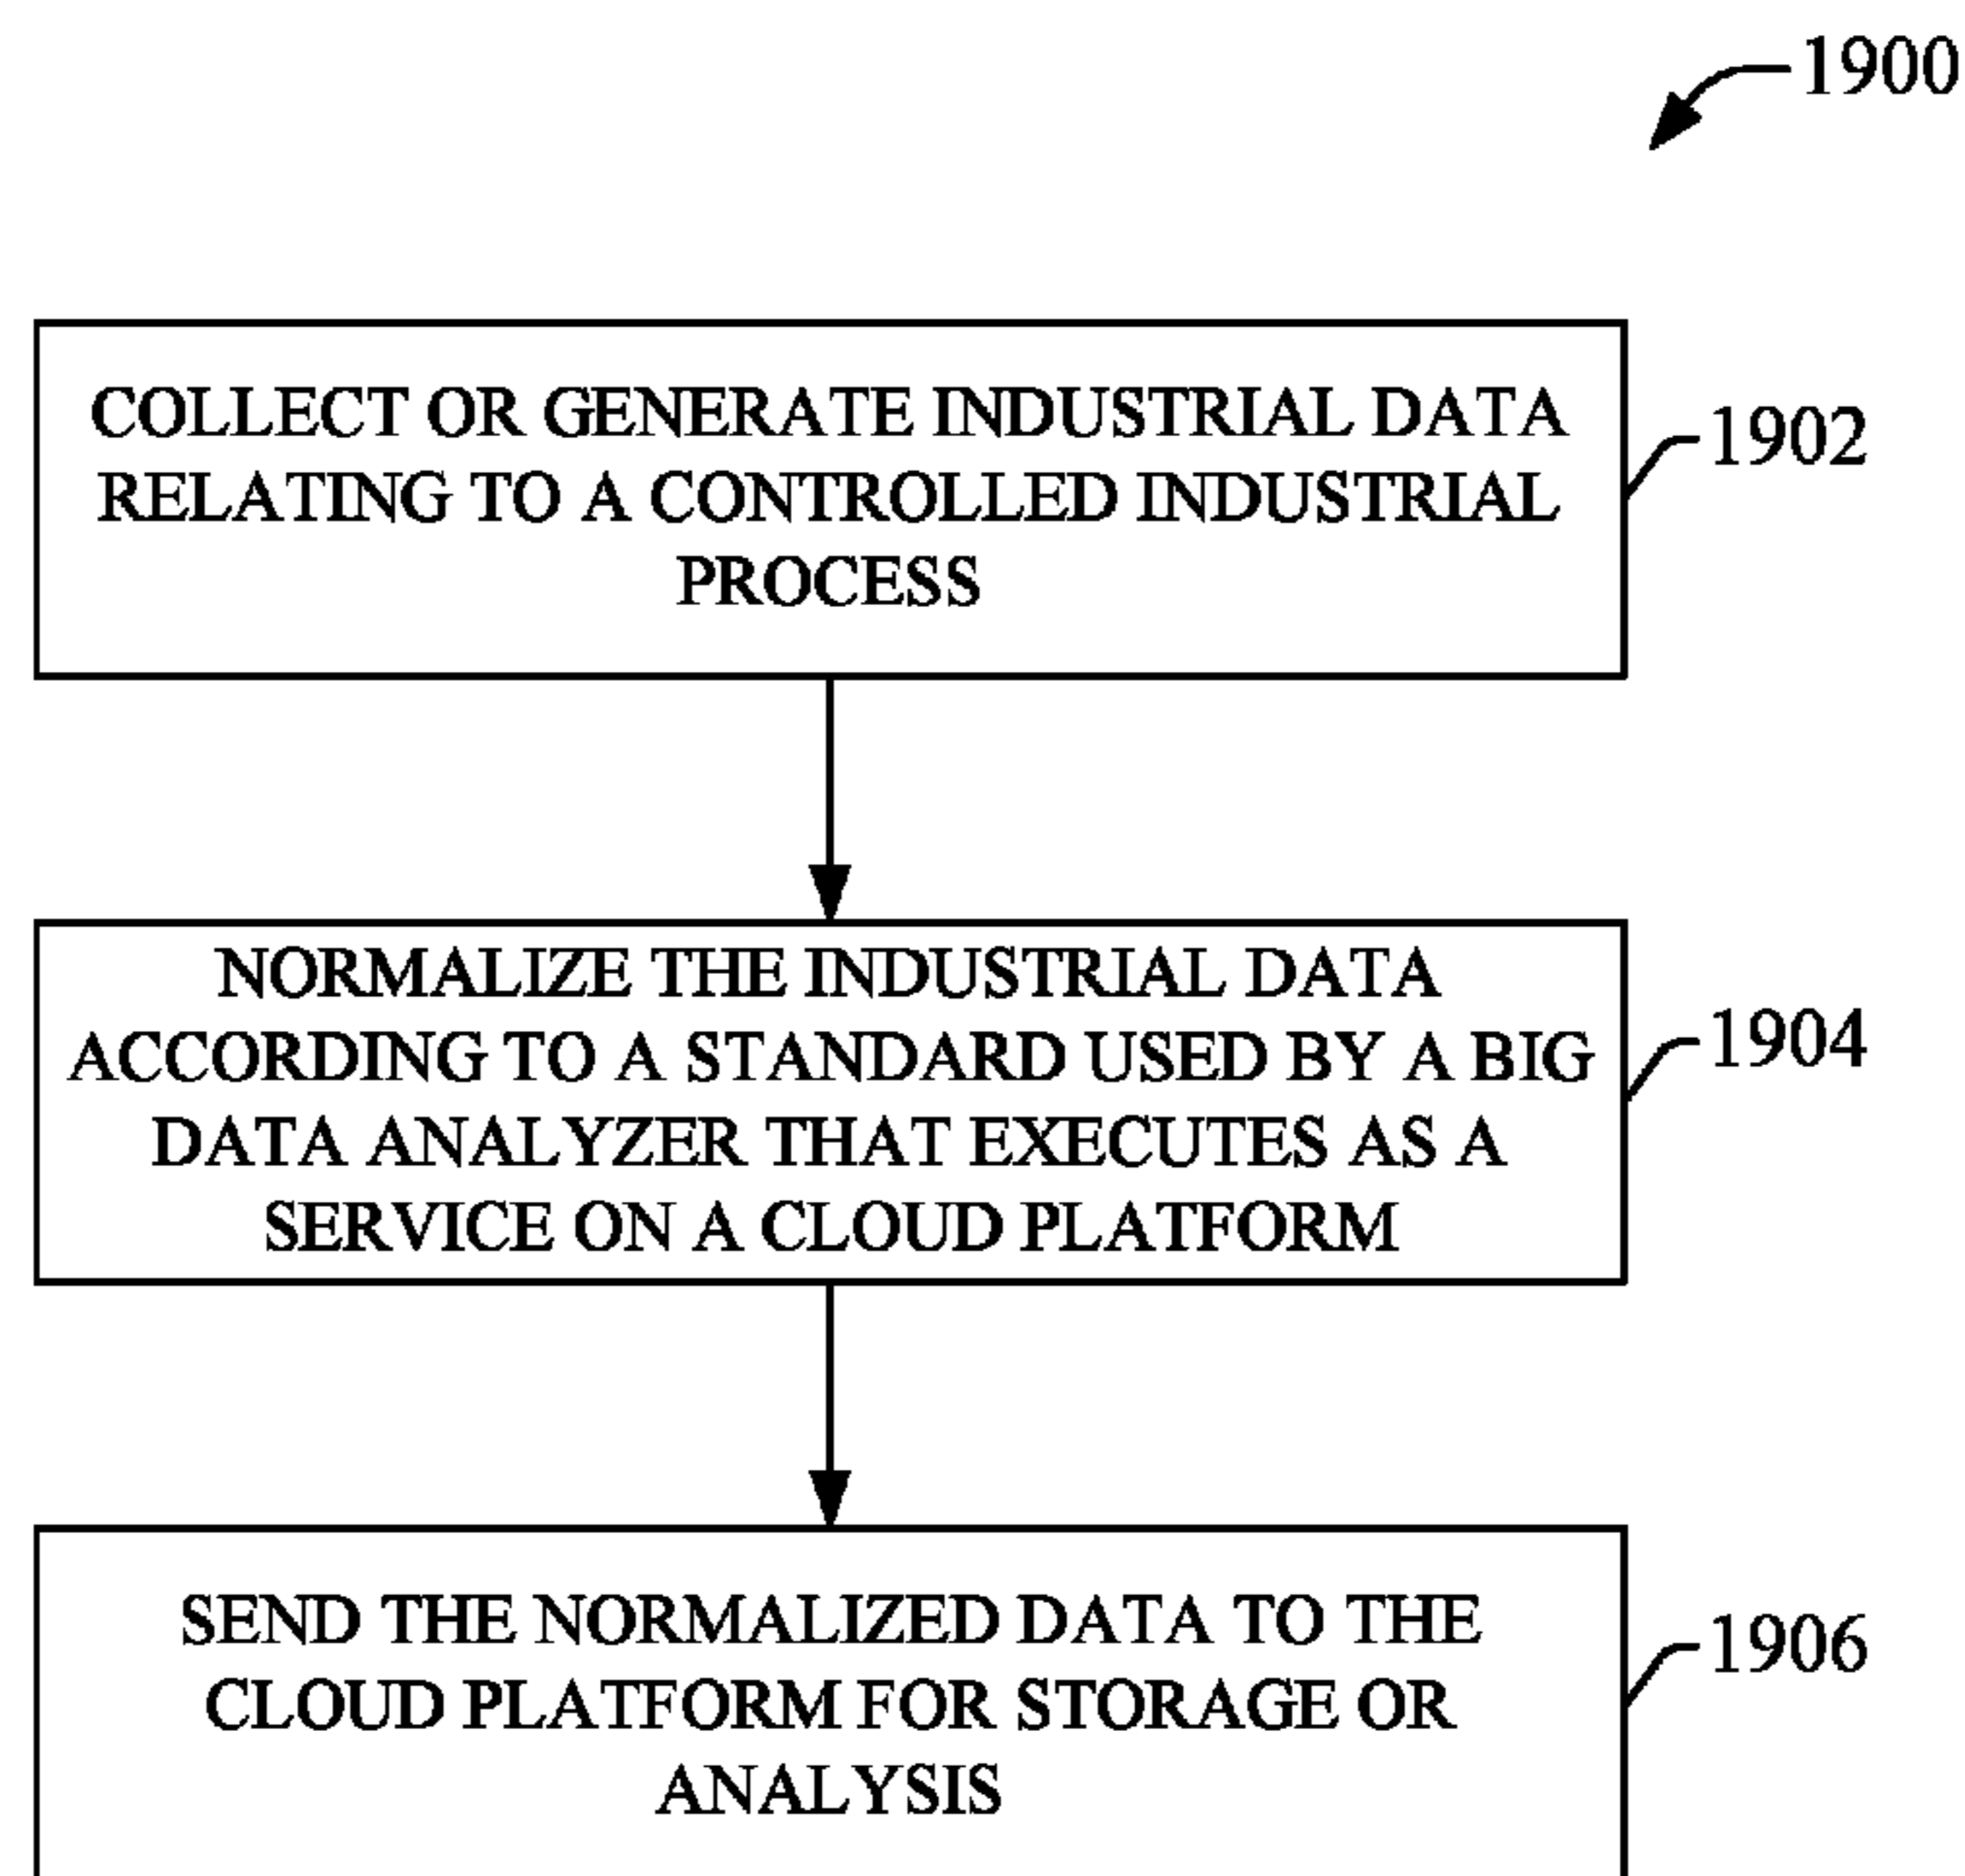 1900
COLLECT OR GENERATE INDUSTRIAL DATA
RELATING TO A CONTROLLED INDUSTRIAL
PROCESS
1902
NORMALIZE THE INDUSTRIAL DATA
ACCORDING TO A STANDARD USED BY A BIG
DATA ANALYZER THAT EXECUTES AS A
SERVICE ON A CLOUD PLATFORM
1904
SEND THE NORMALIZED DATA TO THE
CLOUD PLATFORM FOR STORAGE OR
ANALYSIS
1906